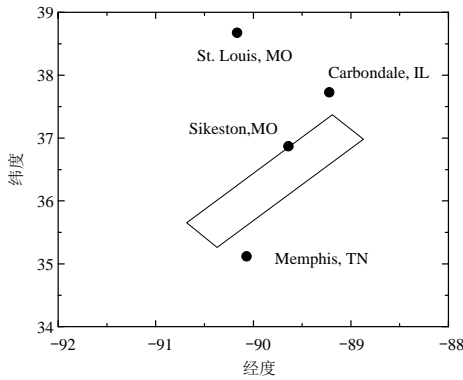 39
St. Louis, MO
38
Carbondale, IL
37
Sikeston,MO
纬度
36
35
Memphis, TN
34
−92
−91
−90
−89
−88
经度